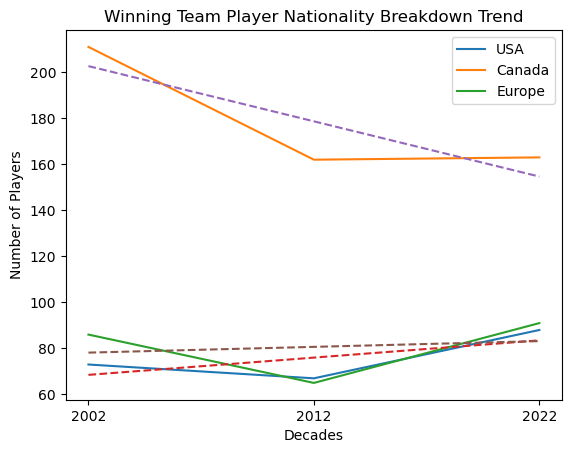 Winning Team Player Nationality Breakdown Trend
USA
Canada
Europe
200
180
160
140
120
100
80
60
Number of Players
2002 2012 2022
Decades